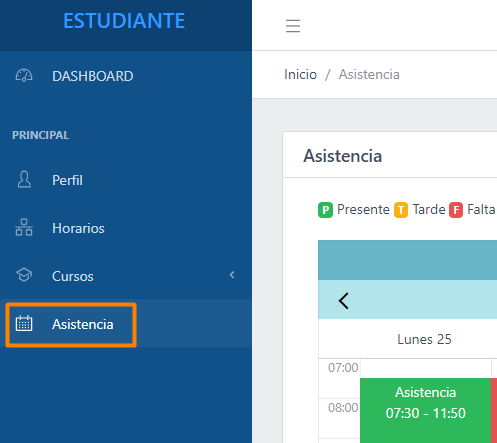 ESTUDIANTE
DASHBOARD
PRINCIPAL
Perfil
Horarios
Cursos
Asistencia
Inicio / Asistencia
Asistencia
P Presente T Tarde F Falta
Lunes 25
07:00
08:00
Asistencia
07:30 - 11:50